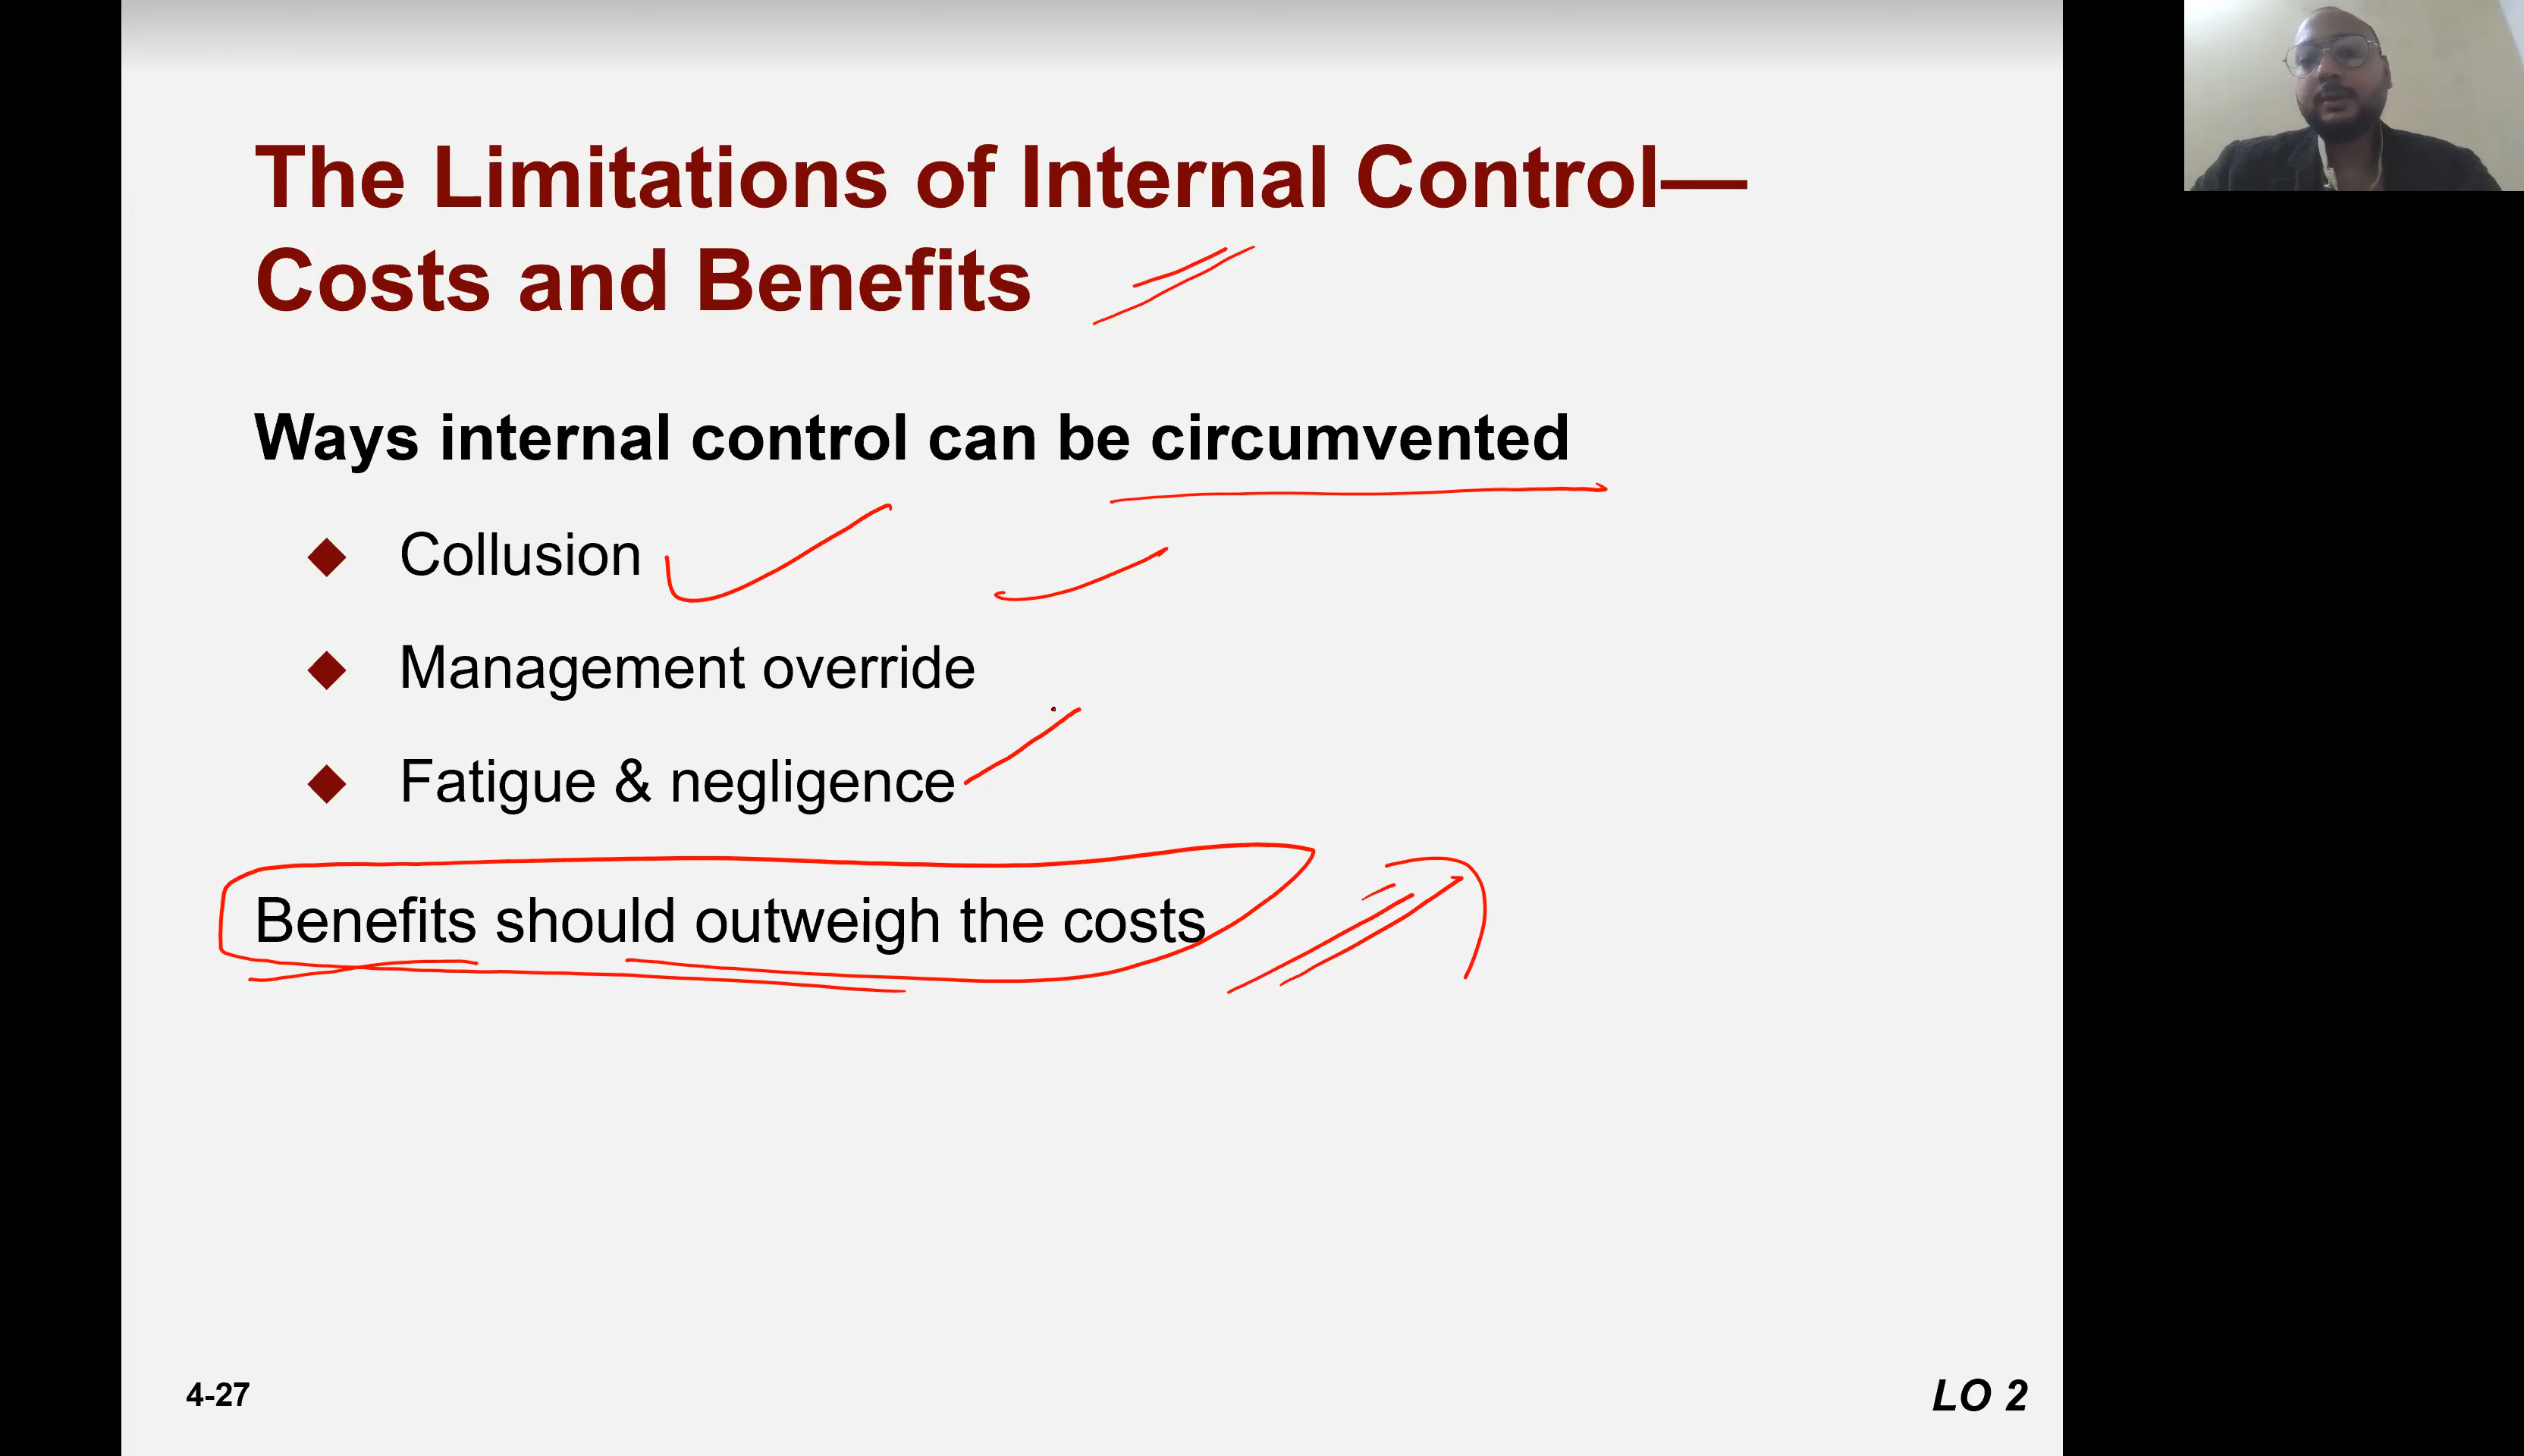 The Limitations of Internal Control—
Costs and Benefits
Ways internal control can be circumvented
Collusion
Management override
Fatigue & negligence
Benefits should outweigh the costs
4-27
LO 2